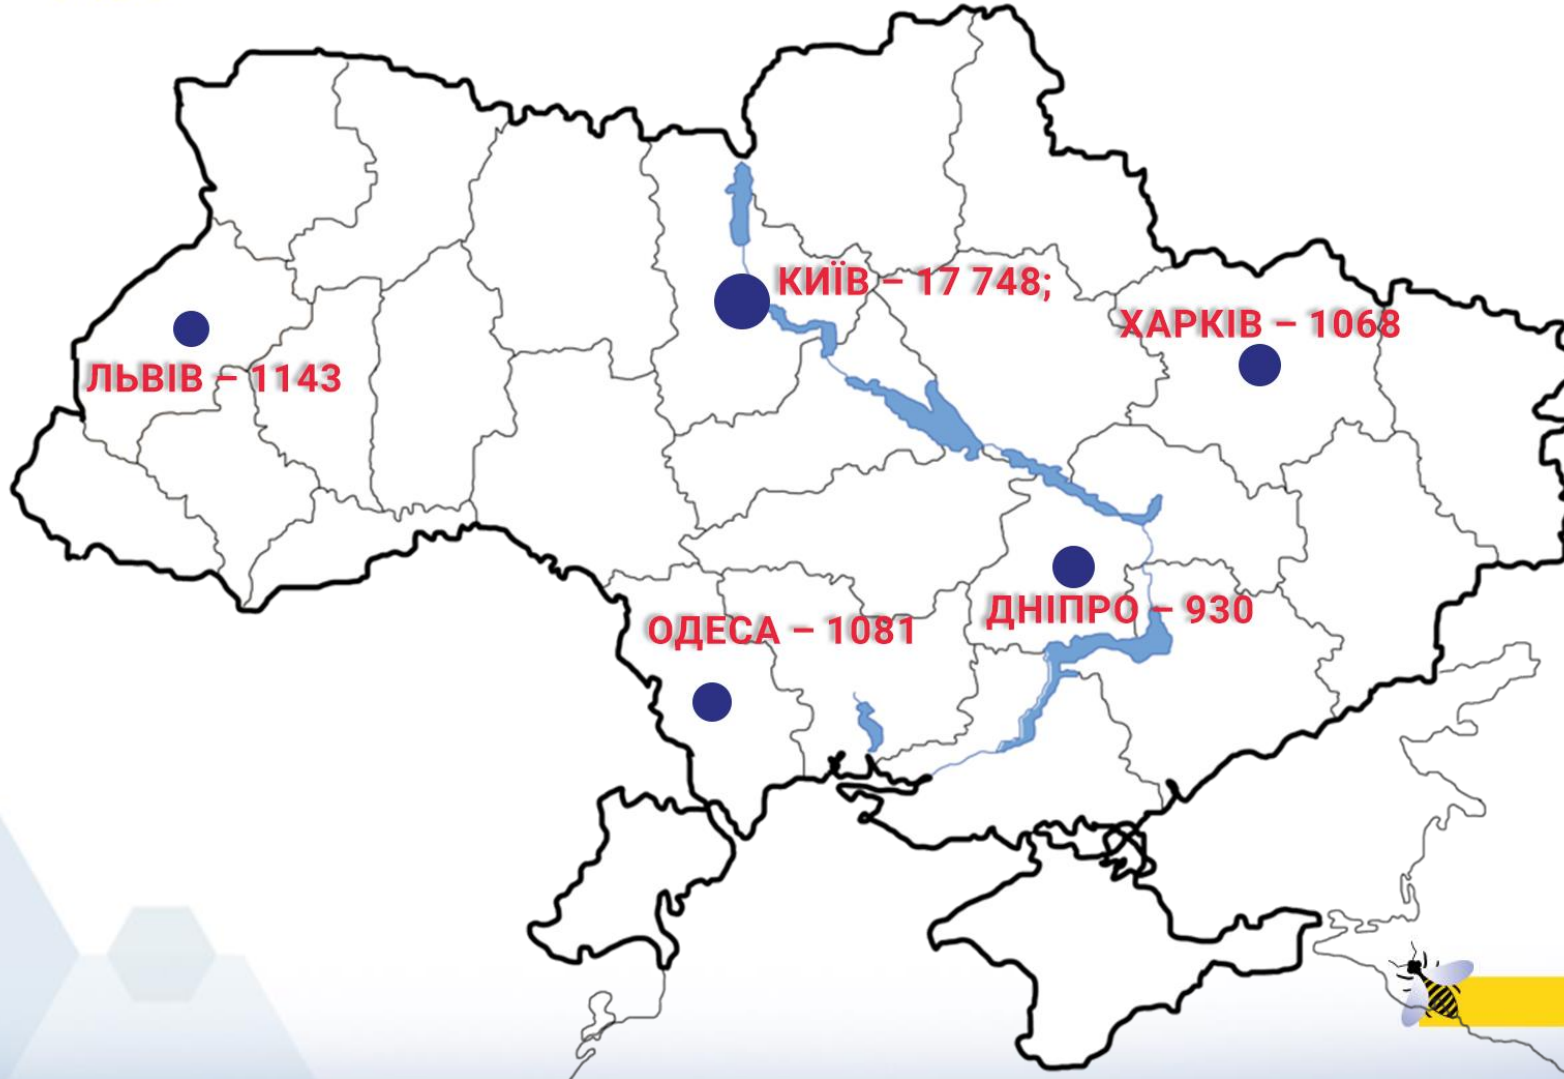 КИЇВ – 17 748;
ХАРКІВ – 1068
ЛЬВІВ – 1143
ДНІПРО – 930
ОДЕСА – 1081